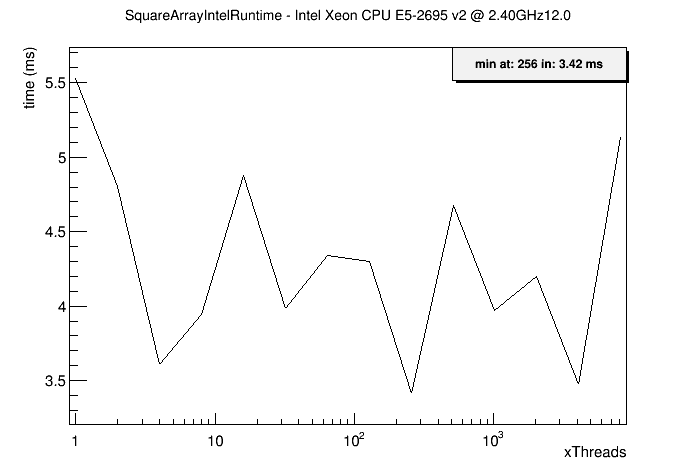 SquareArrayIntelRuntime - Intel Xeon CPU E5-2695 v2 @ 2.40GHz12.0
time (ms)
min at: 256 in: 3.42 ms
5.5
5
4.5
4
3.5
1 10 10² 10³
xThreads